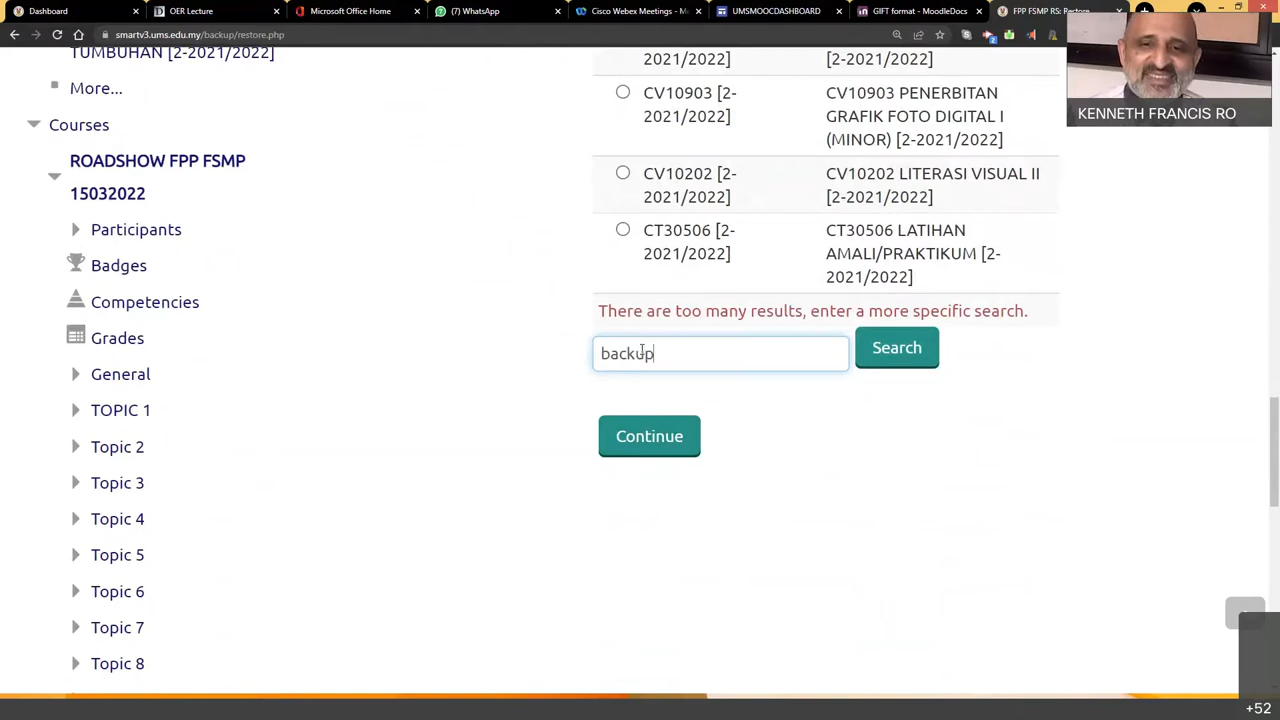 Dashboard
OER Lecture
Microsoft Office Home
(7) WhatsApp
Cisco Webex Meetings - M
UMSMOOCDASHBOARD
GIFT format - MoodleDocs
FPP FSMP RS: Restore
smartv3.ums.edu.my/backup/restore.php
TUMBUHAN [2-2021/2022]
More...
Courses
ROADSHOW FPP FSMP
15032022
Participants
Badges
Competencies
Grades
General
TOPIC 1
Topic 2
Topic 3
Topic 4
Topic 5
Topic 6
Topic 7
Topic 8
2021/2022]
[2-2021/2022]
CV10903 [2-
2021/2022]
CV10903 PENERBITAN
GRAFIK FOTO DIGITAL I
(MINOR) [2-2021/2022]
CV10202 [2-
2021/2022]
CV10202 LITERASI VISUAL II
[2-2021/2022]
CT30506 [2-
2021/2022]
CT30506 LATIHAN
AMALI/PRAKTIKUM [2-
2021/2022]
There are too many results, enter a more specific search.
backup
Search
Continue
KENNETH FRANCIS RO
+52